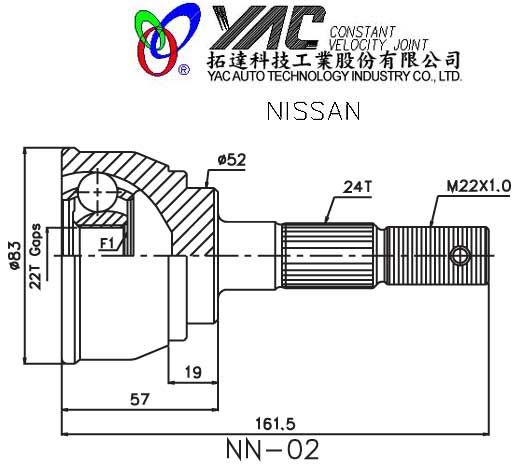 YAC CONSTANT
VELOCITY JOINT
拓達科技工業股份有限公司
YAC AUTO TECHNOLOGY INDUSTRY CO., LTD.
®
NISSAN
ø52
24T
M22X1.0
ø83
22T Gaps
F1
19
57
161.5
NN-02